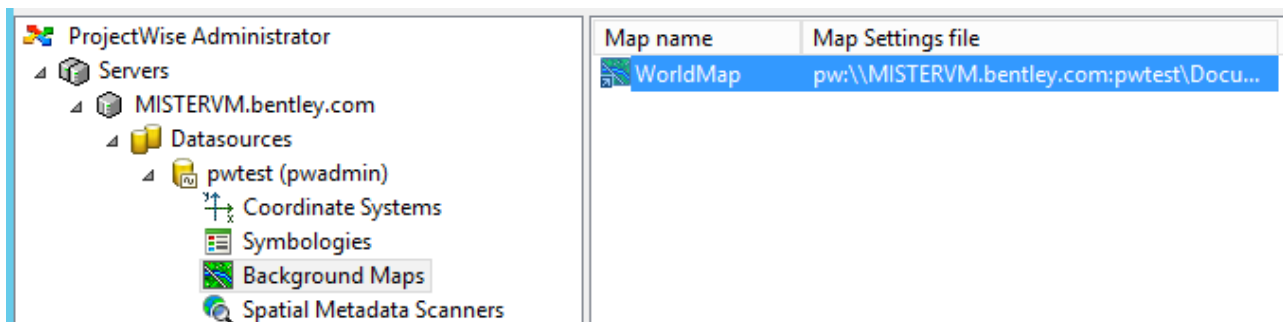 ProjectWise Administrator
Servers
MISTERVM.bentley.com
Datasources
pwtest (pwadmin)
Coordinate Systems
Symbologies
Background Maps
Spatial Metadata Scanners
Map name Map Settings file
WorldMap pw:\\MISTERVM.bentley.com:pwtest\Docu...